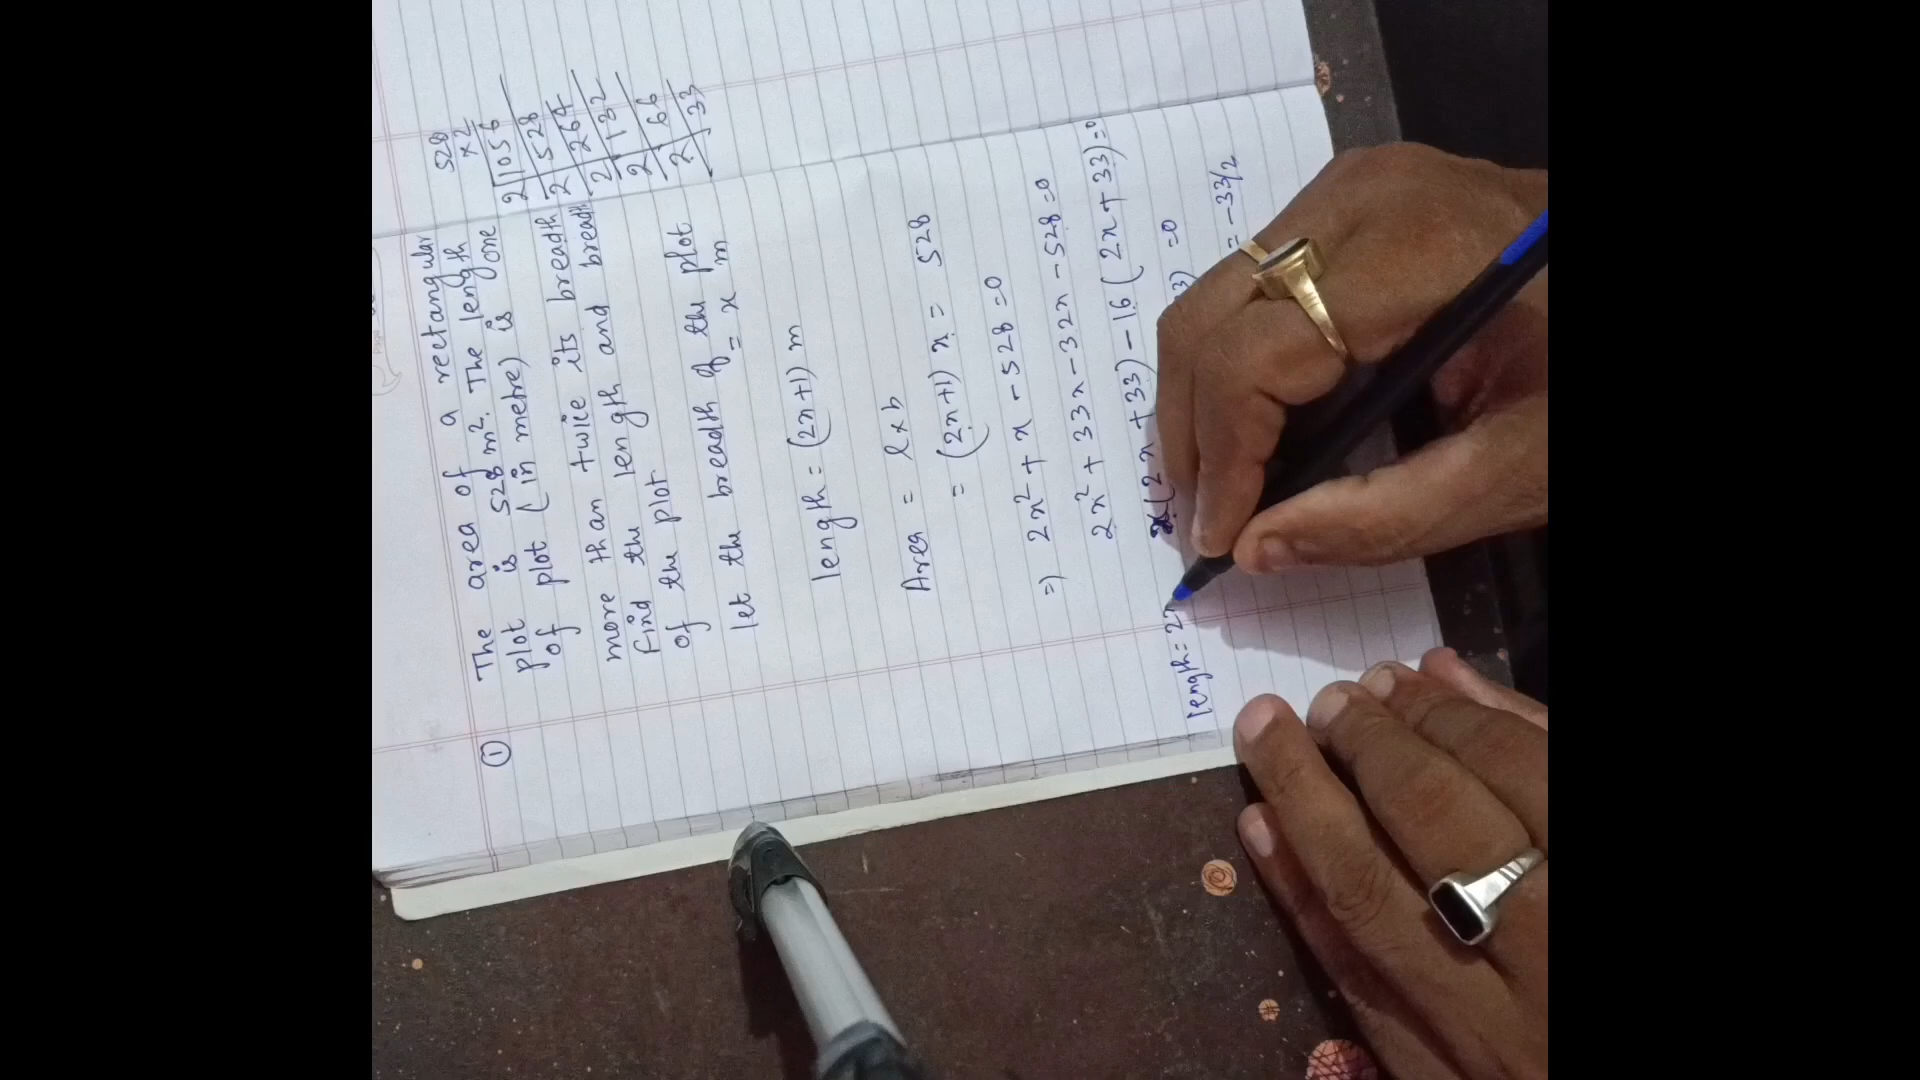 ① The area of a rectangular
plot is 528 m². The length
of plot (in metre) is one
more than twice its breadth
find the length and breadth
of the plot.
let the breadth of the plot
= x m
length = (2x+1) m
Area = l x b
= (2x+1) x = 528
=) 2x² + x - 528 = 0
2x² + 33x - 32x - 528 = 0
x(2x + 33) - 16 (2x + 33) = 0
3) = 0
length = 2
= -33/2
528
x 2
2 1056
2 528
2 264
2 132
2 66
2 33